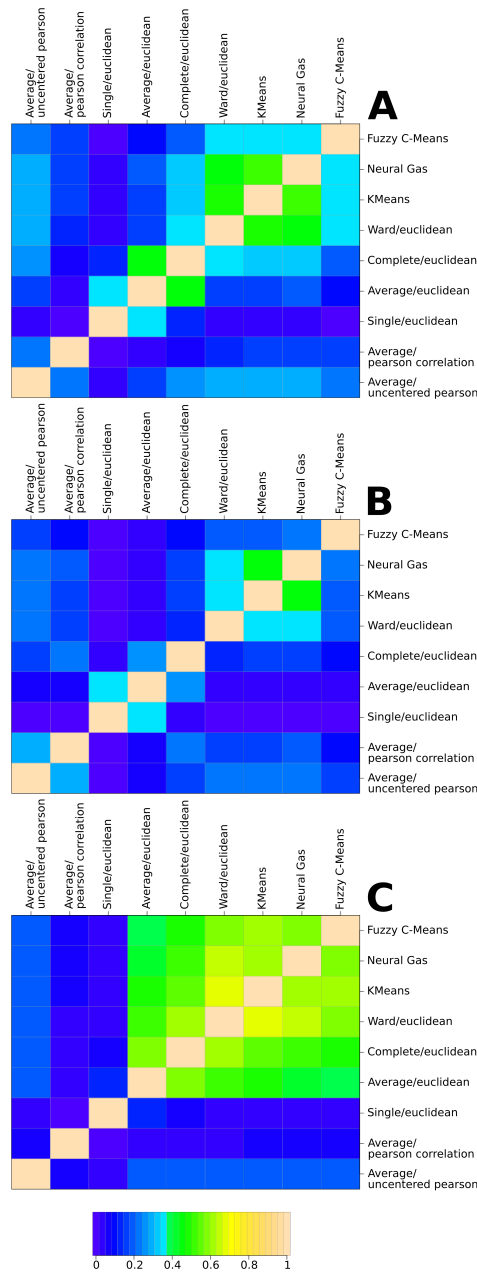 Average/
uncentered pearson
Average/
pearson correlation
Single/euclidean
Average/euclidean
Complete/euclidean
Ward/euclidean
KMeans
Neural Gas
Fuzzy C-Means
A
Fuzzy C-Means
Neural Gas
KMeans
Ward/euclidean
Complete/euclidean
Average/euclidean
Single/euclidean
Average/
pearson correlation
Average/
uncentered pearson
Average/
uncentered pearson
Average/
pearson correlation
Single/euclidean
Average/euclidean
Complete/euclidean
Ward/euclidean
KMeans
Neural Gas
Fuzzy C-Means
B
Fuzzy C-Means
Neural Gas
KMeans
Ward/euclidean
Complete/euclidean
Average/euclidean
Single/euclidean
Average/
pearson correlation
Average/
uncentered pearson
Average/
uncentered pearson
Average/
pearson correlation
Single/euclidean
Average/euclidean
Complete/euclidean
Ward/euclidean
KMeans
Neural Gas
Fuzzy C-Means
C
Fuzzy C-Means
Neural Gas
KMeans
Ward/euclidean
Complete/euclidean
Average/euclidean
Single/euclidean
Average/
pearson correlation
Average/
uncentered pearson
0 0.2 0.4 0.6 0.8 1